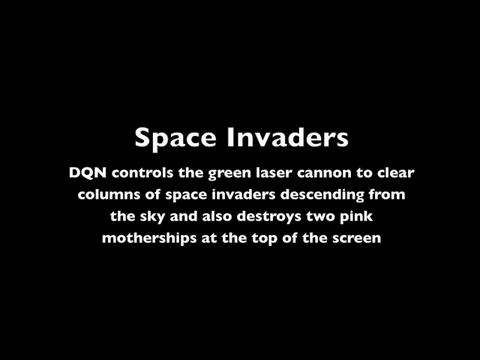 Space Invaders
DQN controls the green laser cannon to clear
columns of space invaders descending from
the sky and also destroys two pink
motherships at the top of the screen